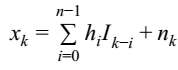 x_k = \sum_{i=0}^{n-1} h_i I_{k-i} + n_k